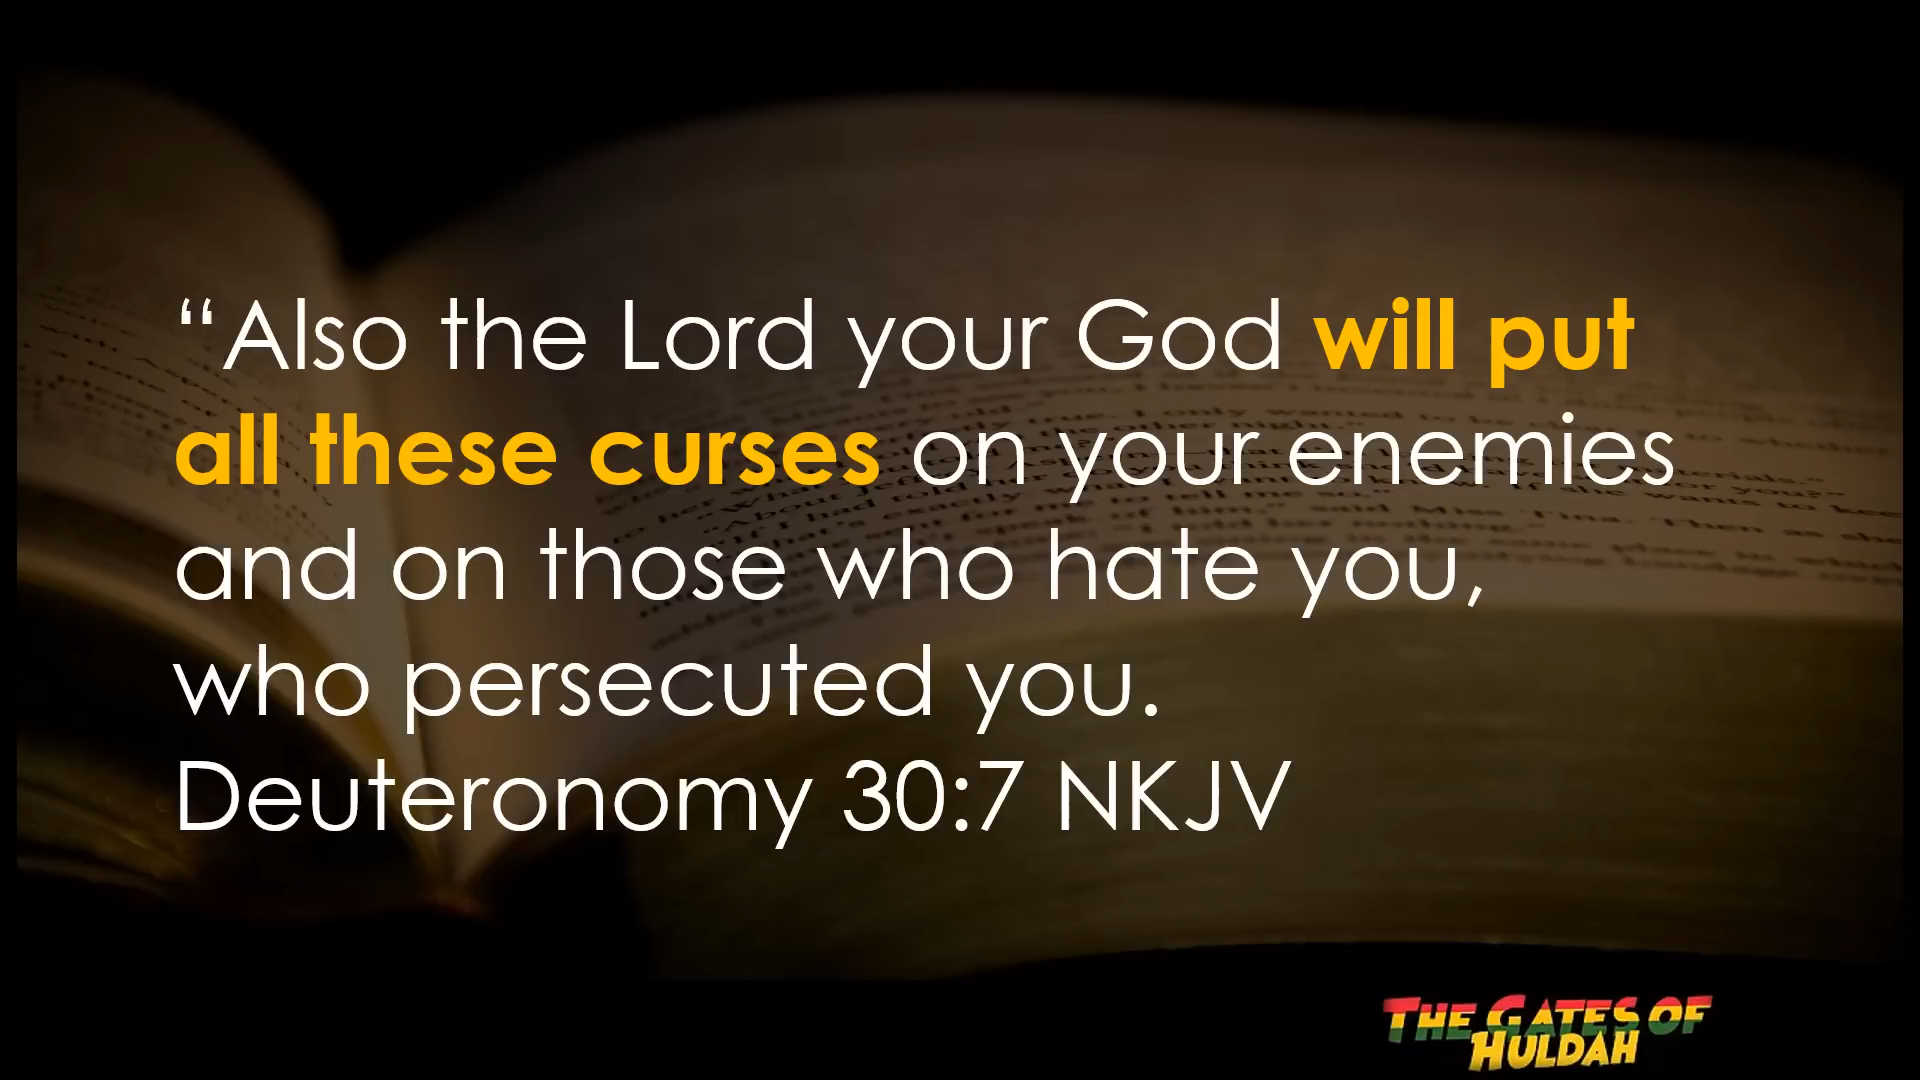 “Also the Lord your God will put
all these curses on your enemies
and on those who hate you,
who persecuted you.
Deuteronomy 30:7 NKJV
THE GATES OF
HULDAH